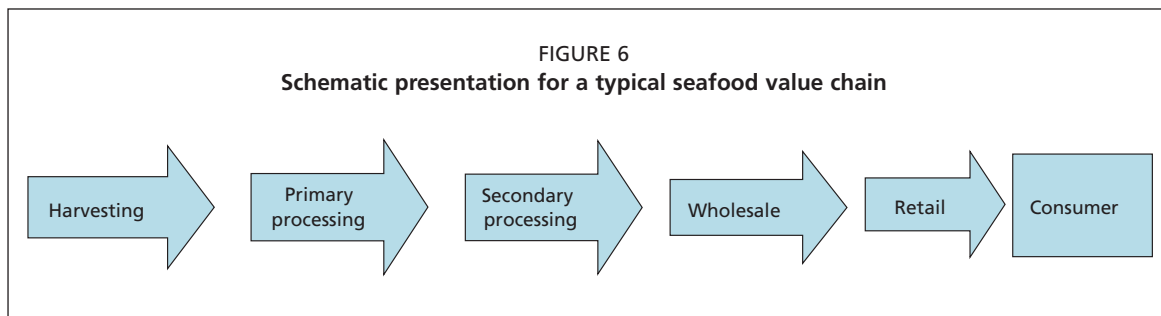 FIGURE 6
Schematic presentation for a typical seafood value chain
Harvesting
Primary
processing
Secondary
processing
Wholesale
Retail
Consumer